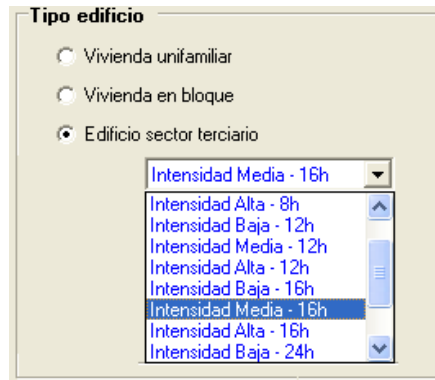 Tipo edificio
Vivienda unifamiliar
Vivienda en bloque
Edificio sector terciario
Intensidad Media - 16h
Intensidad Alta - 8h
Intensidad Baja - 12h
Intensidad Media - 12h
Intensidad Alta - 12h
Intensidad Baja - 16h
Intensidad Media - 16h
Intensidad Alta - 16h
Intensidad Baja - 24h